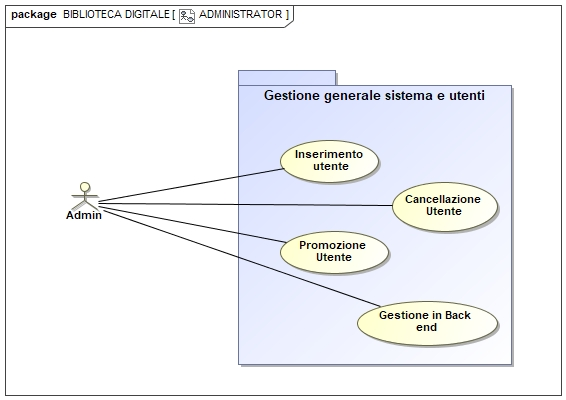 package BIBLIOTECA DIGITALE [ ADMINISTRATOR ]
Gestione generale sistema e utenti
Inserimento
utente
Cancellazione
Utente
Admin
Promozione
Utente
Gestione in Back
end